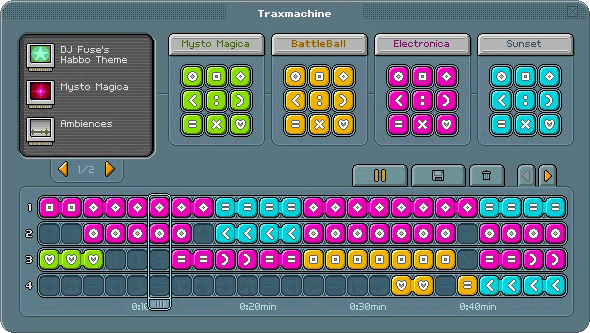 Traxmachine
DJ Fuse's
Habbo Theme
Mysto Magica
Ambiences
1/2
Mysto Magica
BattleBall
Electronica
Sunset
1
2
3
4
0:10
0:20min
0:30min
0:40min